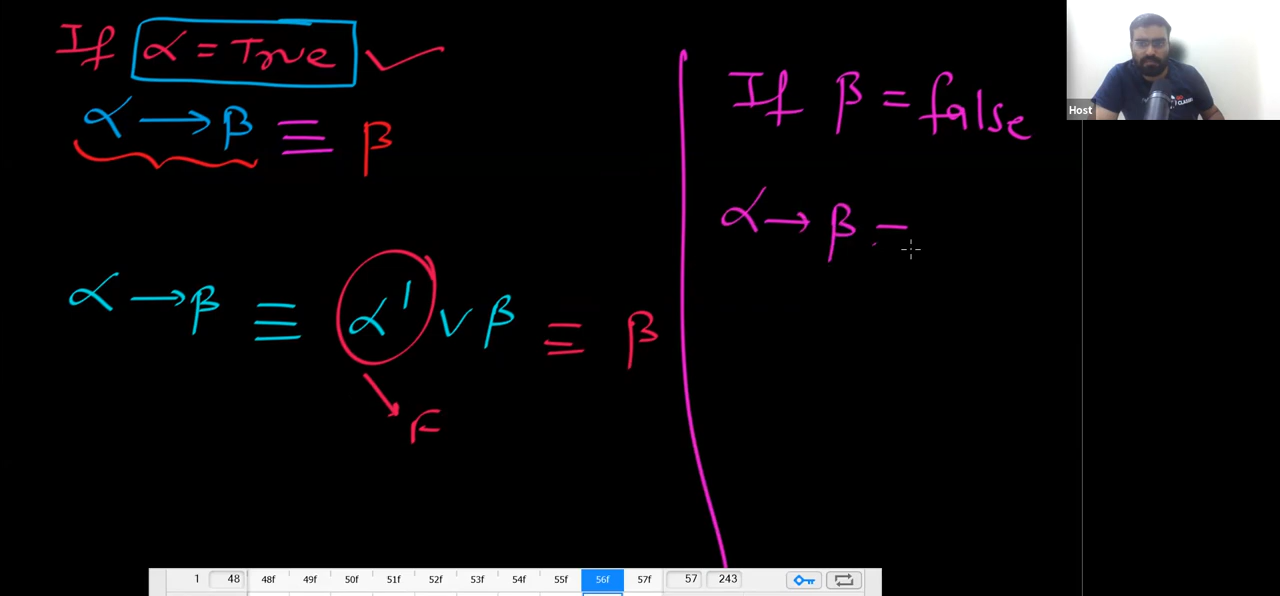 If α = True ✓
α → β ≡ β
α → β ≡ α' ∨ β ≡ β
F
If β = false
α → β =
Host
1 48 48f 49f 50f 51f 52f 53f 54f 55f 56f 57f 57 243